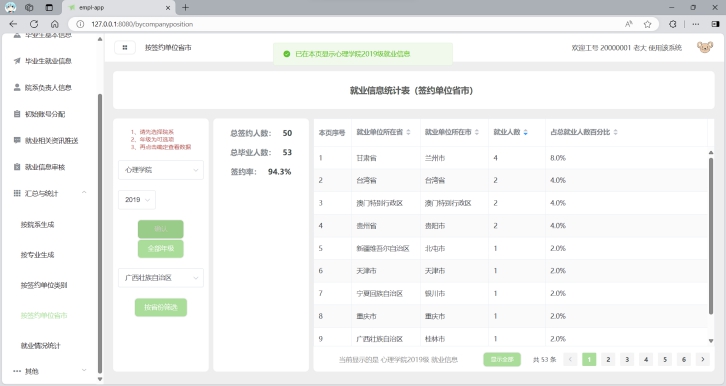 empl-app
127.0.0.1:8080/bycompanyposition
毕业生基本信息
毕业生就业信息
院系负责人信息
初始账号分配
就业相关资讯推送
就业信息审核
汇总与统计
按院系生成
按专业生成
按签约单位类别
按签约单位省市
就业情况统计
其他
按签约单位省市
已在本页显示心理学院2019级就业信息
欢迎工号 20000001 老大 使用该系统
就业信息统计表（签约单位省市）
1、请先选择院系
2、年级为可选项
3、再点击确定查看数据
心理学院
2019
确认
全部年级
广西壮族自治区
按省份筛选
总签约人数： 50
总毕业人数： 53
签约率： 94.3%
本页序号 就业单位所在省 就业单位所在市 就业人数 占总就业人数百分比
1 甘肃省 兰州市 4 8.0%
2 台湾省 台湾省 2 4.0%
3 澳门特别行政区 澳门特别行政区 2 4.0%
4 贵州省 贵阳市 2 4.0%
5 新疆维吾尔自治区 北屯市 1 2.0%
6 天津市 天津市 1 2.0%
7 宁夏回族自治区 银川市 1 2.0%
8 重庆市 重庆市 1 2.0%
9 广西壮族自治区 桂林市 1 2.0%
当前显示的是 心理学院2019级 就业信息
显示全部
共 53 条 1 2 3 4 5 6